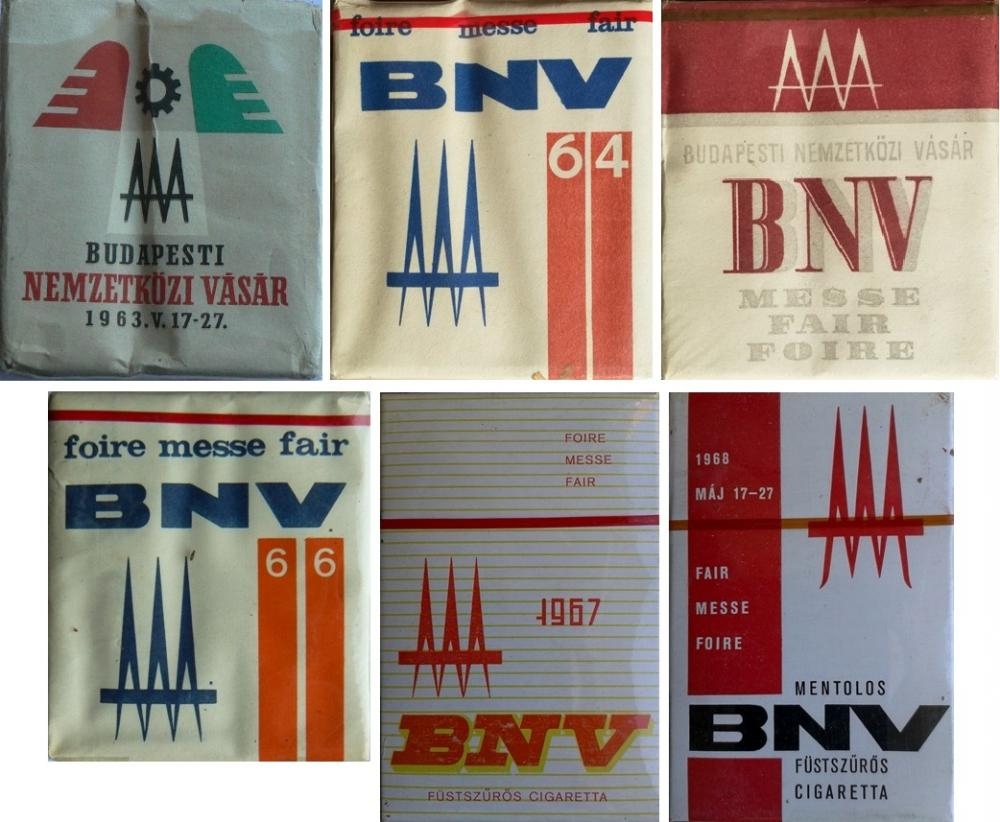 BUDAPESTI
NEMZETKÖZI VÁSÁR
1963.V.17-27.
foire messe fair
BNV
64
BUDAPESTI NEMZETKÖZI VÁSÁR
BNV
MESSE
FAIR
FOIRE
foire messe fair
BNV
66
FOIRE
MESSE
FAIR
1967
BNV
FÜSTSZŰRŐS CIGARETTA
1968
MÁJ 17-27
FAIR
MESSE
FOIRE
MENTOLOS
BNV
FÜSTSZŰRŐS
CIGARETTA